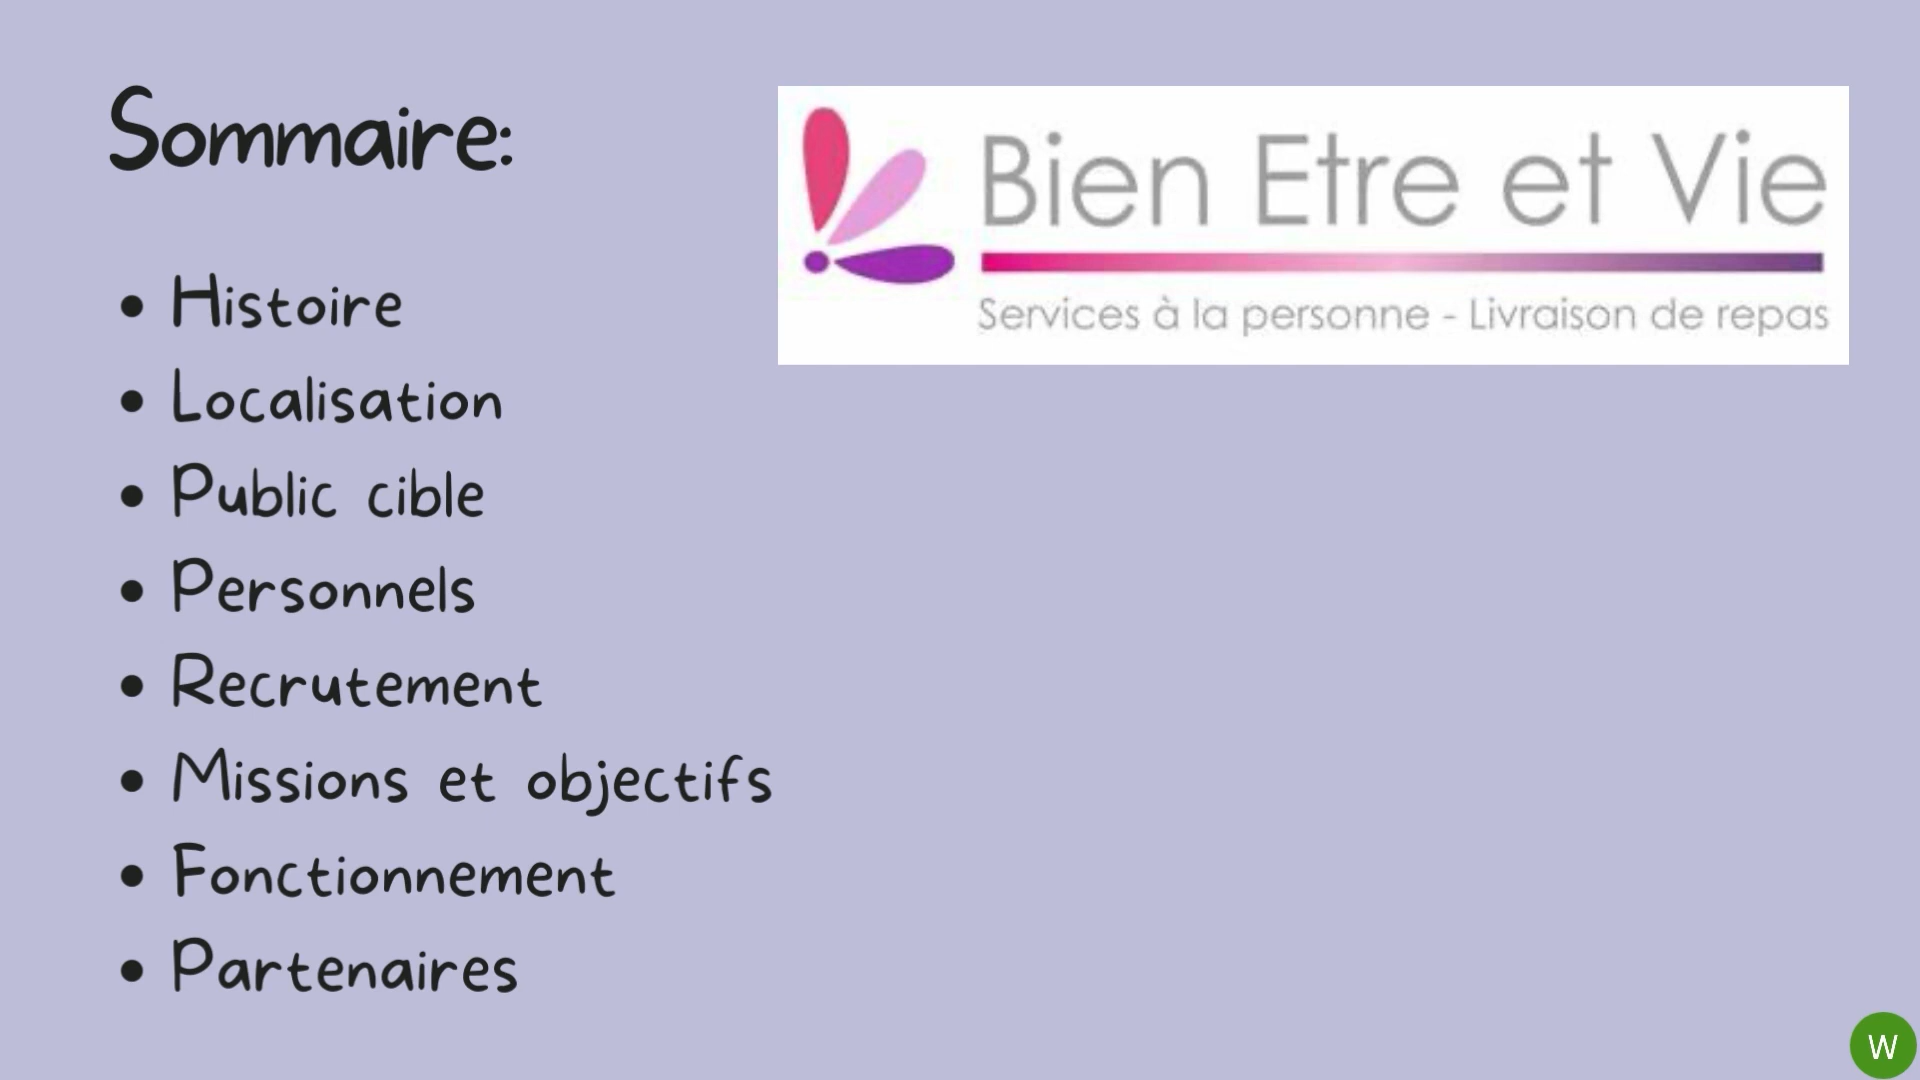 Sommaire:
Bien Etre et Vie
Services à la personne - Livraison de repas
• Histoire
• Localisation
• Public cible
• Personnels
• Recrutement
• Missions et objectifs
• Fonctionnement
• Partenaires
W